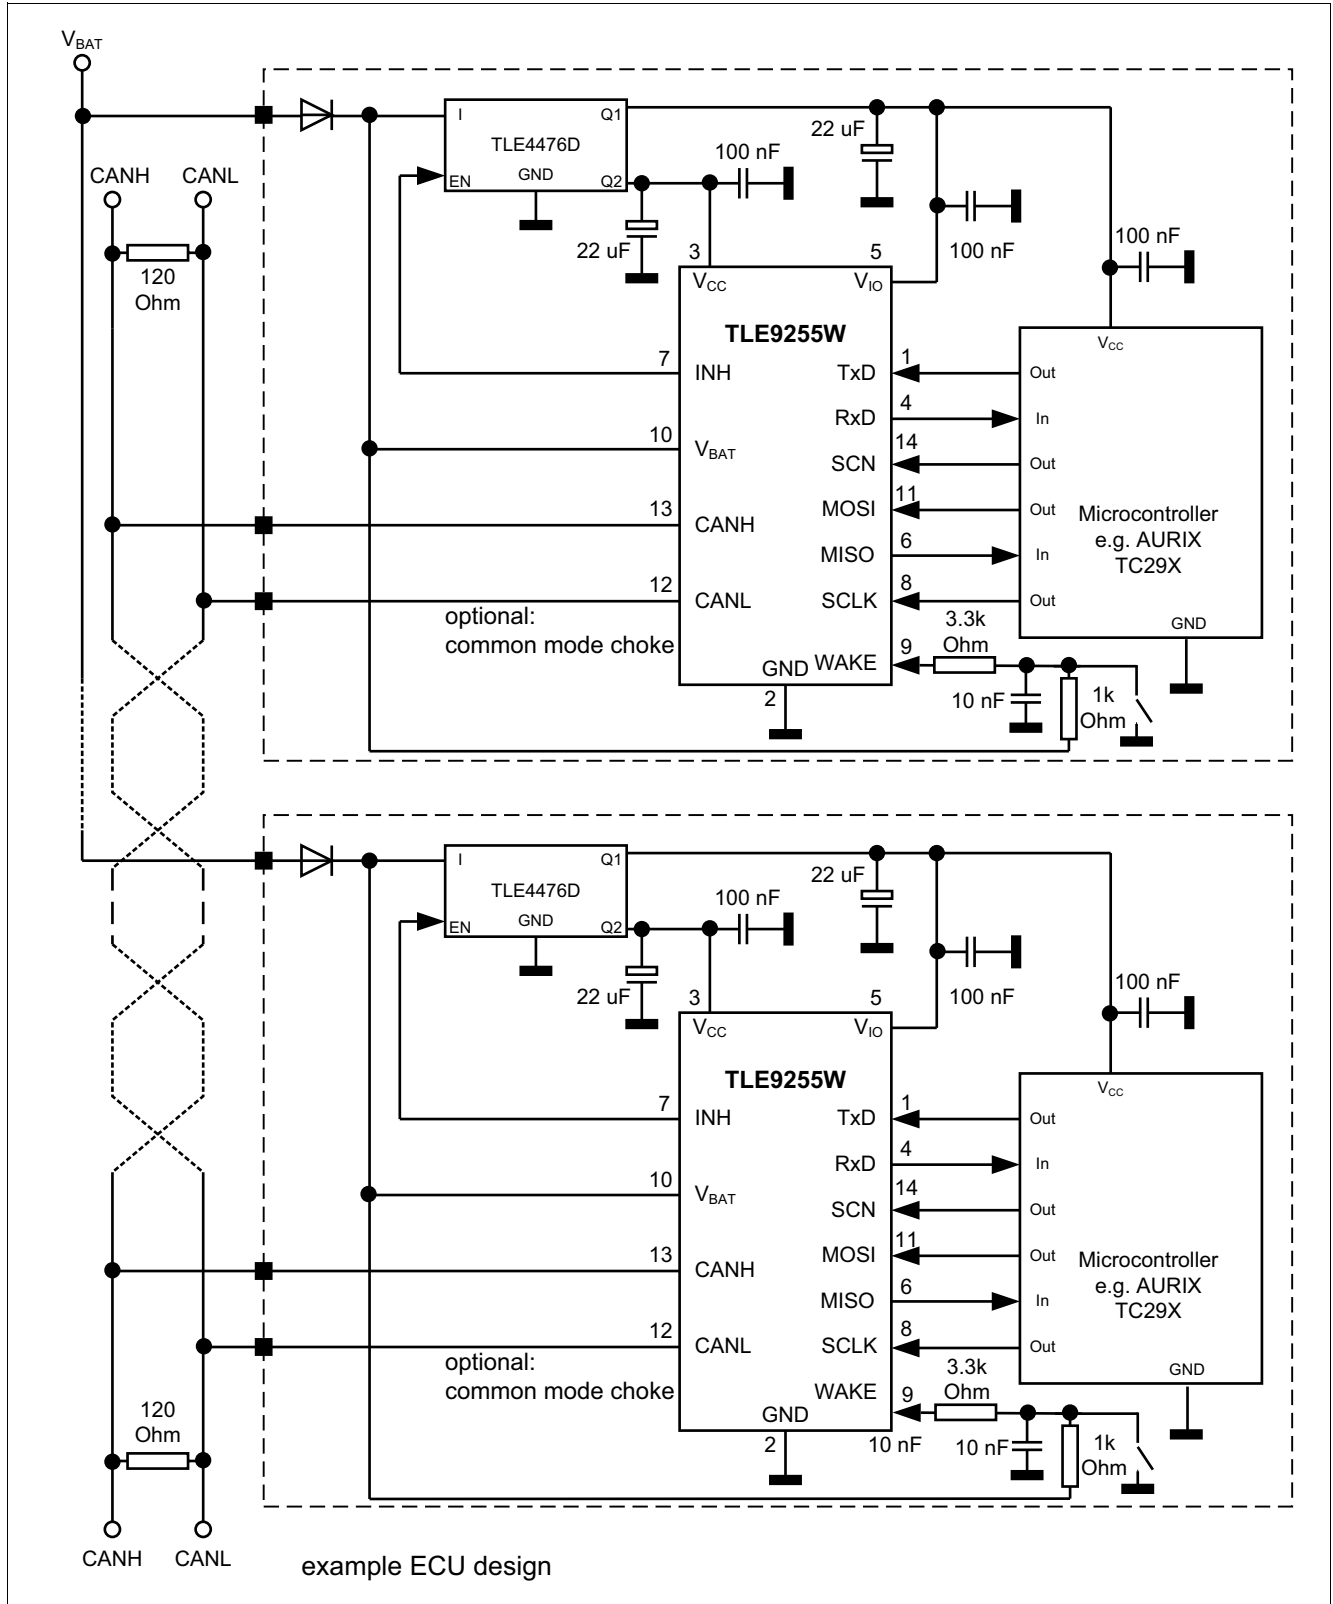 VBAT
CANH CANL
120
Ohm
I Q1
TLE4476D
EN GND Q2
22 uF
100 nF
22 uF
100 nF
100 nF
3 5
VCC VIO
TLE9255W
7 INH TxD 1
RxD 4
10 VBAT SCN 14
13 CANH MOSI 11
MISO 6
12 CANL SCLK 8
WAKE 9
GND
2
optional:
common mode choke
VCC
Out
In
Out
Out
In
Out
Microcontroller
e.g. AURIX
TC29X
GND
3.3k
Ohm
10 nF
1k
Ohm
I Q1
TLE4476D
EN GND Q2
22 uF
100 nF
22 uF
100 nF
100 nF
3 5
VCC VIO
TLE9255W
7 INH TxD 1
RxD 4
10 VBAT SCN 14
13 CANH MOSI 11
MISO 6
12 CANL SCLK 8
WAKE 9
GND
2
optional:
common mode choke
VCC
Out
In
Out
Out
In
Out
Microcontroller
e.g. AURIX
TC29X
GND
3.3k
Ohm
10 nF
10 nF
1k
Ohm
120
Ohm
CANH CANL
example ECU design